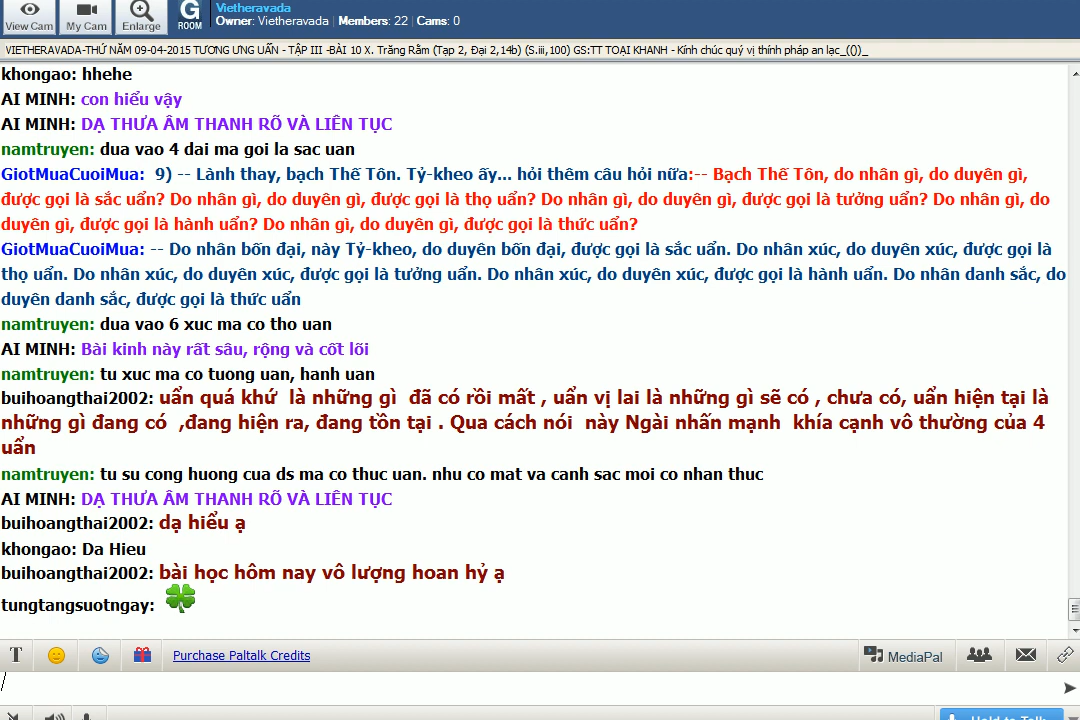 Vietheravada
Owner: Vietheravada | Members: 22 | Cams: 0
View Cam My Cam Enlarge G ROOM
VIETHERAVADA-THỨ NĂM 09-04-2015 TƯƠNG ƯNG UẨN - TẬP III -BÀI 10 X. Trăng Rằm (Tạp 2, Đại 2,14b) (S.iii,100) GS:TT TOẠI KHANH - Kính chúc quý vị thính pháp an lạc_(())_
khongao: hhehe
AI MINH: con hiểu vậy
AI MINH: DẠ THƯA ÂM THANH RÕ VÀ LIÊN TỤC
namtruyen: dua vao 4 dai ma goi la sac uan
GiotMuaCuoiMua: 9) -- Lành thay, bạch Thế Tôn. Tỷ-kheo ấy... hỏi thêm câu hỏi nữa:-- Bạch Thế Tôn, do nhân gì, do duyên gì,
được gọi là sắc uẩn? Do nhân gì, do duyên gì, được gọi là thọ uẩn? Do nhân gì, do duyên gì, được gọi là tưởng uẩn? Do nhân gì, do
duyên gì, được gọi là hành uẩn? Do nhân gì, do duyên gì, được gọi là thức uẩn?
GiotMuaCuoiMua: -- Do nhân bốn đại, này Tỷ-kheo, do duyên bốn đại, được gọi là sắc uẩn. Do nhân xúc, do duyên xúc, được gọi là
thọ uẩn. Do nhân xúc, do duyên xúc, được gọi là tưởng uẩn. Do nhân xúc, do duyên xúc, được gọi là hành uẩn. Do nhân danh sắc, do
duyên danh sắc, được gọi là thức uẩn
namtruyen: dua vao 6 xuc ma co tho uan
AI MINH: Bài kinh này rất sâu, rộng và cốt lõi
namtruyen: tu xuc ma co tuong uan, hanh uan
buihoangthai2002: uẩn quá khứ là những gì đã có rồi mất , uẩn vị lai là những gì sẽ có , chưa có, uẩn hiện tại là
những gì đang có ,đang hiện ra, đang tồn tại . Qua cách nói này Ngài nhấn mạnh khía cạnh vô thường của 4
uẩn
namtruyen: tu su cong huong cua ds ma co thuc uan. nhu co mat va canh sac moi co nhan thuc
AI MINH: DẠ THƯA ÂM THANH RÕ VÀ LIÊN TỤC
buihoangthai2002: dạ hiểu ạ
khongao: Da Hieu
buihoangthai2002: bài học hôm nay vô lượng hoan hỷ ạ
tungtangsuotngay:
T Purchase Paltalk Credits MediaPal
/
Hold to Talk